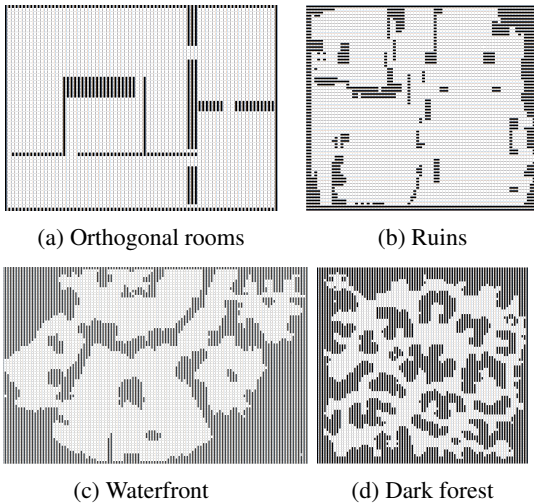 (a) Orthogonal rooms
(b) Ruins
(c) Waterfront
(d) Dark forest